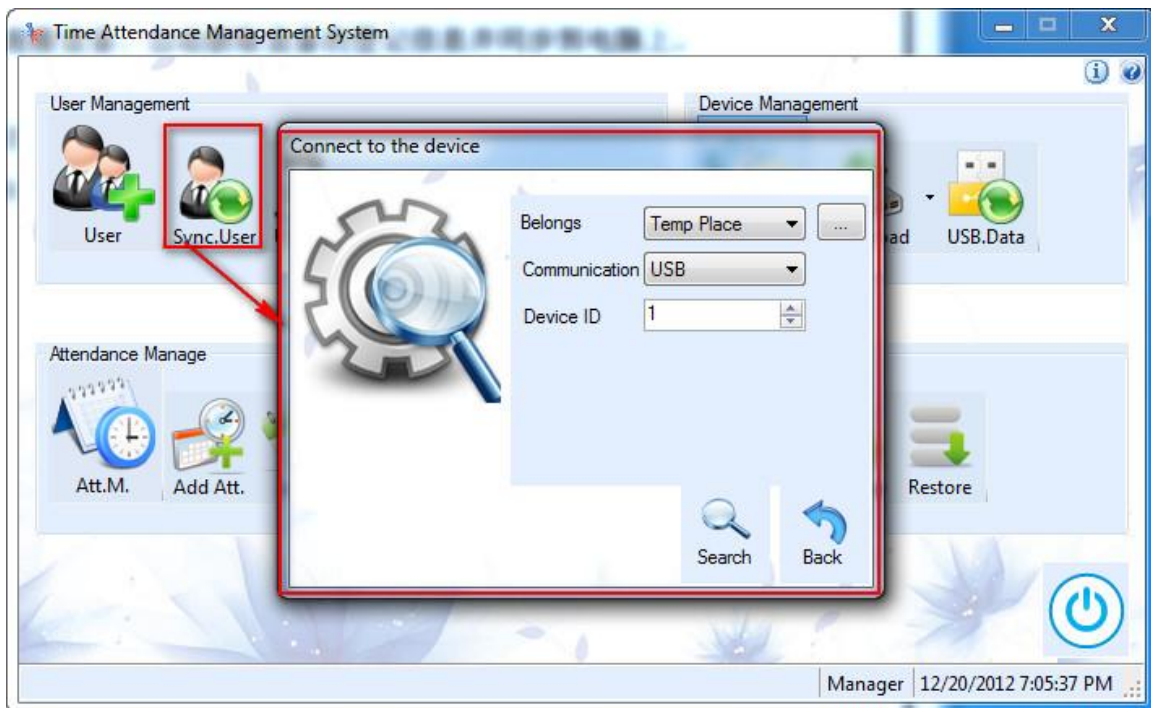 Time Attendance Management System
User Management
Device Management
Connect to the device
Belongs
Temp Place
...
Communication
USB
Device ID
1
User
Sync.User
USB.Data
Attendance Manage
Att.M.
Add Att.
Restore
Search
Back
Manager
12/20/2012 7:05:37 PM